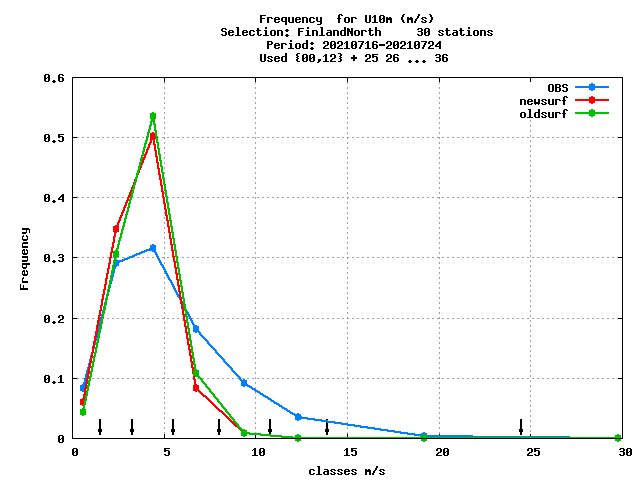 Frequency for U10m (m/s)
Selection: FinlandNorth 30 stations
Period: 20210716-20210724
Used {00,12} + 25 26 ... 36
OBS
newsurf
oldsurf
0.6
0.5
0.4
0.3
0.2
0.1
0
Frequency
0 5 10 15 20 25 30
classes m/s